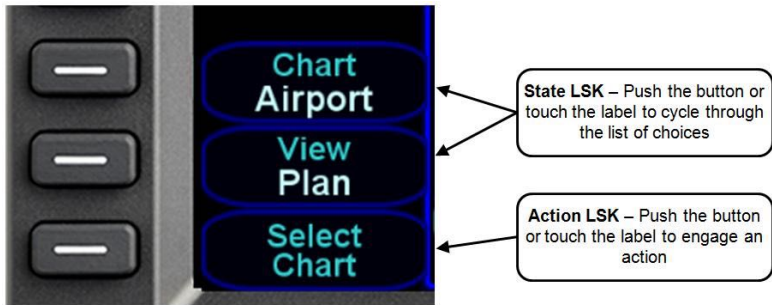 Chart
Airport
View
Plan
Select
Chart
State LSK – Push the button or
touch the label to cycle through
the list of choices
Action LSK – Push the button
or touch the label to engage an
action